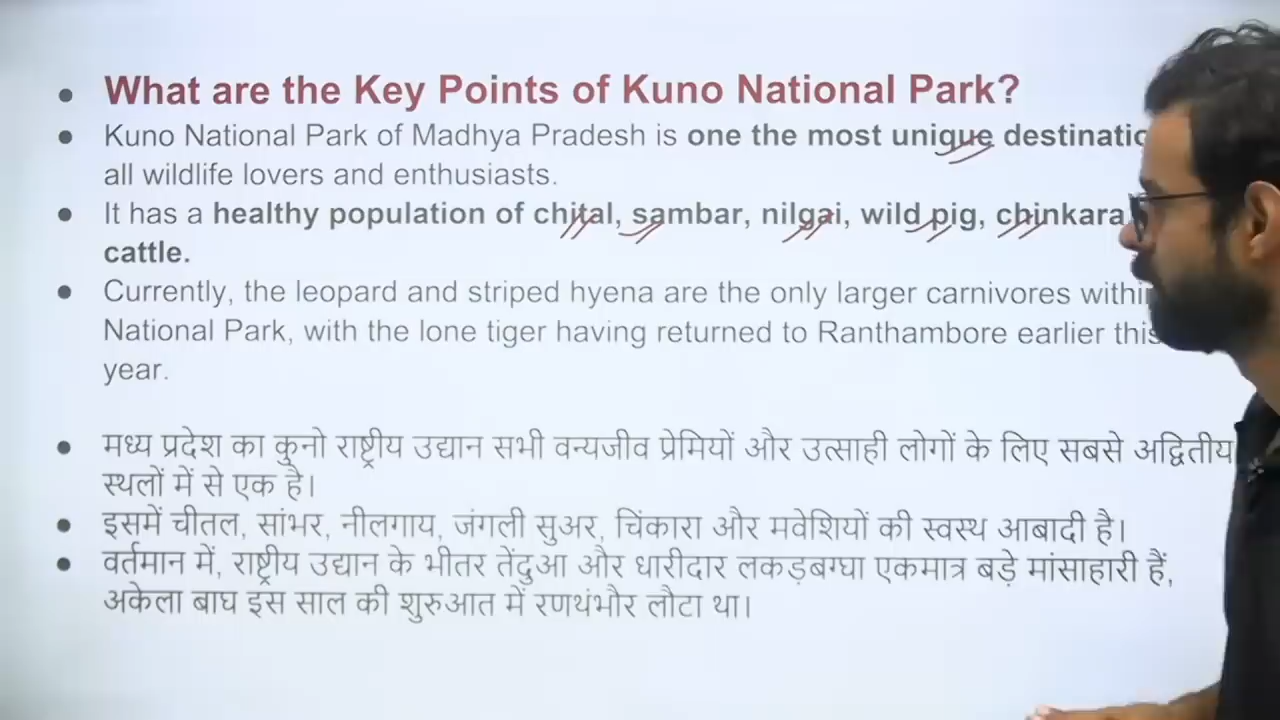 What are the Key Points of Kuno National Park?
Kuno National Park of Madhya Pradesh is one the most unique
all wildlife lovers and enthusiasts.
It has a healthy population of chital, sambar, nilgai, wild pig, chinkara
cattle.
Currently, the leopard and striped hyena are the only larger carnivores
National Park, with the lone tiger having returned to Ranthambore earlier this
year.
मध्य प्रदेश का कुनो राष्ट्रीय उद्यान सभी वन्यजीव प्रेमियों और उत्साही लोगों के लिए सबसे अद्वितीय
स्थलों में से एक है।
इसमें चीतल, सांभर, नीलगाय, जंगली सुअर, चिंकारा और मवेशियों की स्वस्थ आबादी है।
वर्तमान में, राष्ट्रीय उद्यान के भीतर तेंदुआ और धारीदार लकड़बग्घा एकमात्र बड़े मांसाहारी हैं,
अकेला बाघ इस साल की शुरुआत में रणथंभौर लौटा था।